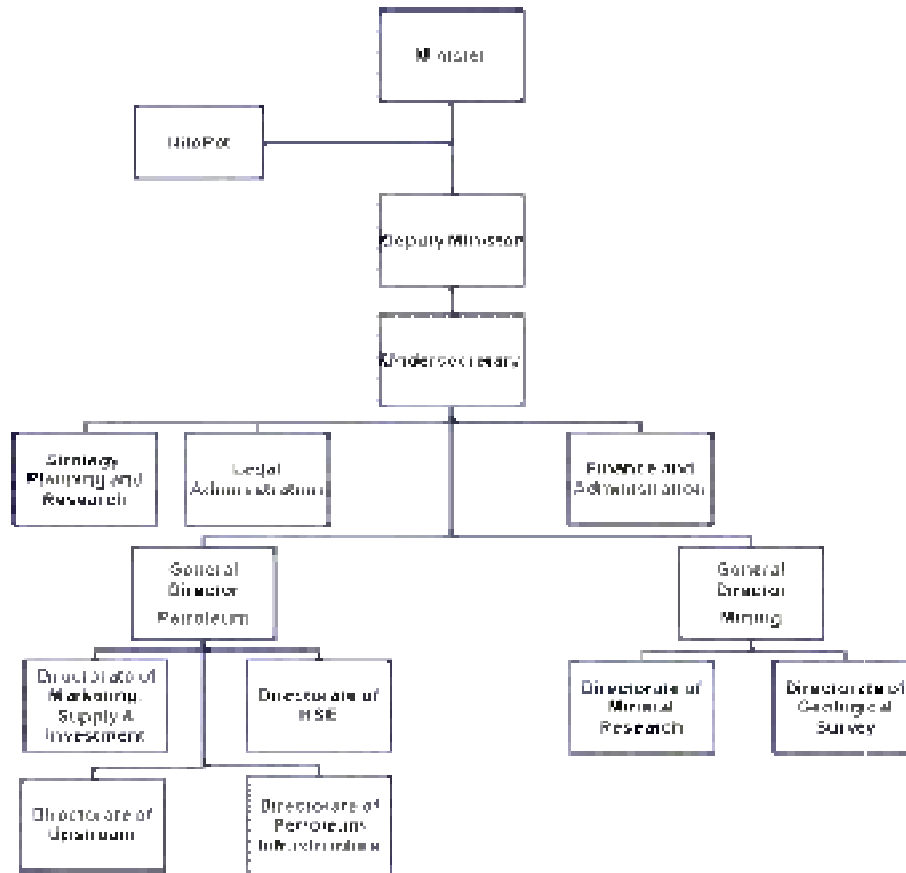 Minister
NilePet
Deputy Minister
Undersecretary
Strategy
Planning and
Research
Legal
Administration
Finance and
Administration
General
Director
Petroleum
General
Director
Mining
Directorate of
Marketing,
Supply &
Investment
Directorate of
HSE
Directorate of
Mineral
Research
Directorate of
Geological
Survey
Directorate of
Upstream
Directorate of
Petroleum
Infrastructure